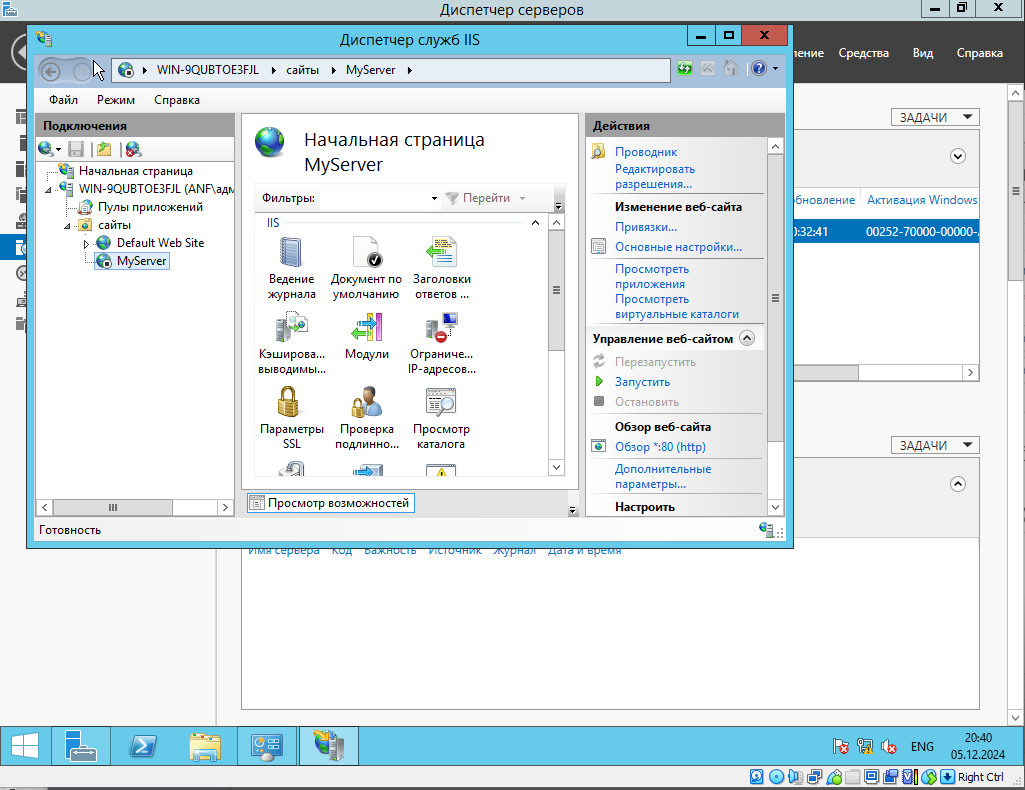 Диспетчер серверов
Диспетчер служб IIS
Средства
Вид
Справка
WIN-9QUBTOE3FJL
сайты
MyServer
Файл
Режим
Справка
Подключения
Начальная страница
WIN-9QUBTOE3FJL (ANF\адм
Пулы приложений
сайты
Default Web Site
MyServer
Начальная страница
MyServer
Фильтры:
Перейти
IIS
Ведение
журнала
Документ по
умолчанию
Заголовки
ответов ...
Кэширова...
выводимы...
Модули
Ограниче...
IP-адресов...
Параметры
SSL
Проверка
подлинно...
Просмотр
каталога
Просмотр возможностей
Действия
Проводник
Редактировать
разрешения...
Изменение веб-сайта
Привязки...
Основные настройки...
Просмотреть
приложения
Просмотреть
виртуальные каталоги
Управление веб-сайтом
Перезапустить
Запустить
Остановить
Обзор веб-сайта
Обзор *:80 (http)
Дополнительные
параметры...
Настроить
Готовность
ЗАДАЧИ
Активация Windows
:32:41
00252-70000-00000-
ЗАДАЧИ
Имя сервера
Код
Важность
Источник
Журнал
Дата и время
ENG
20:40
05.12.2024
Right Ctrl